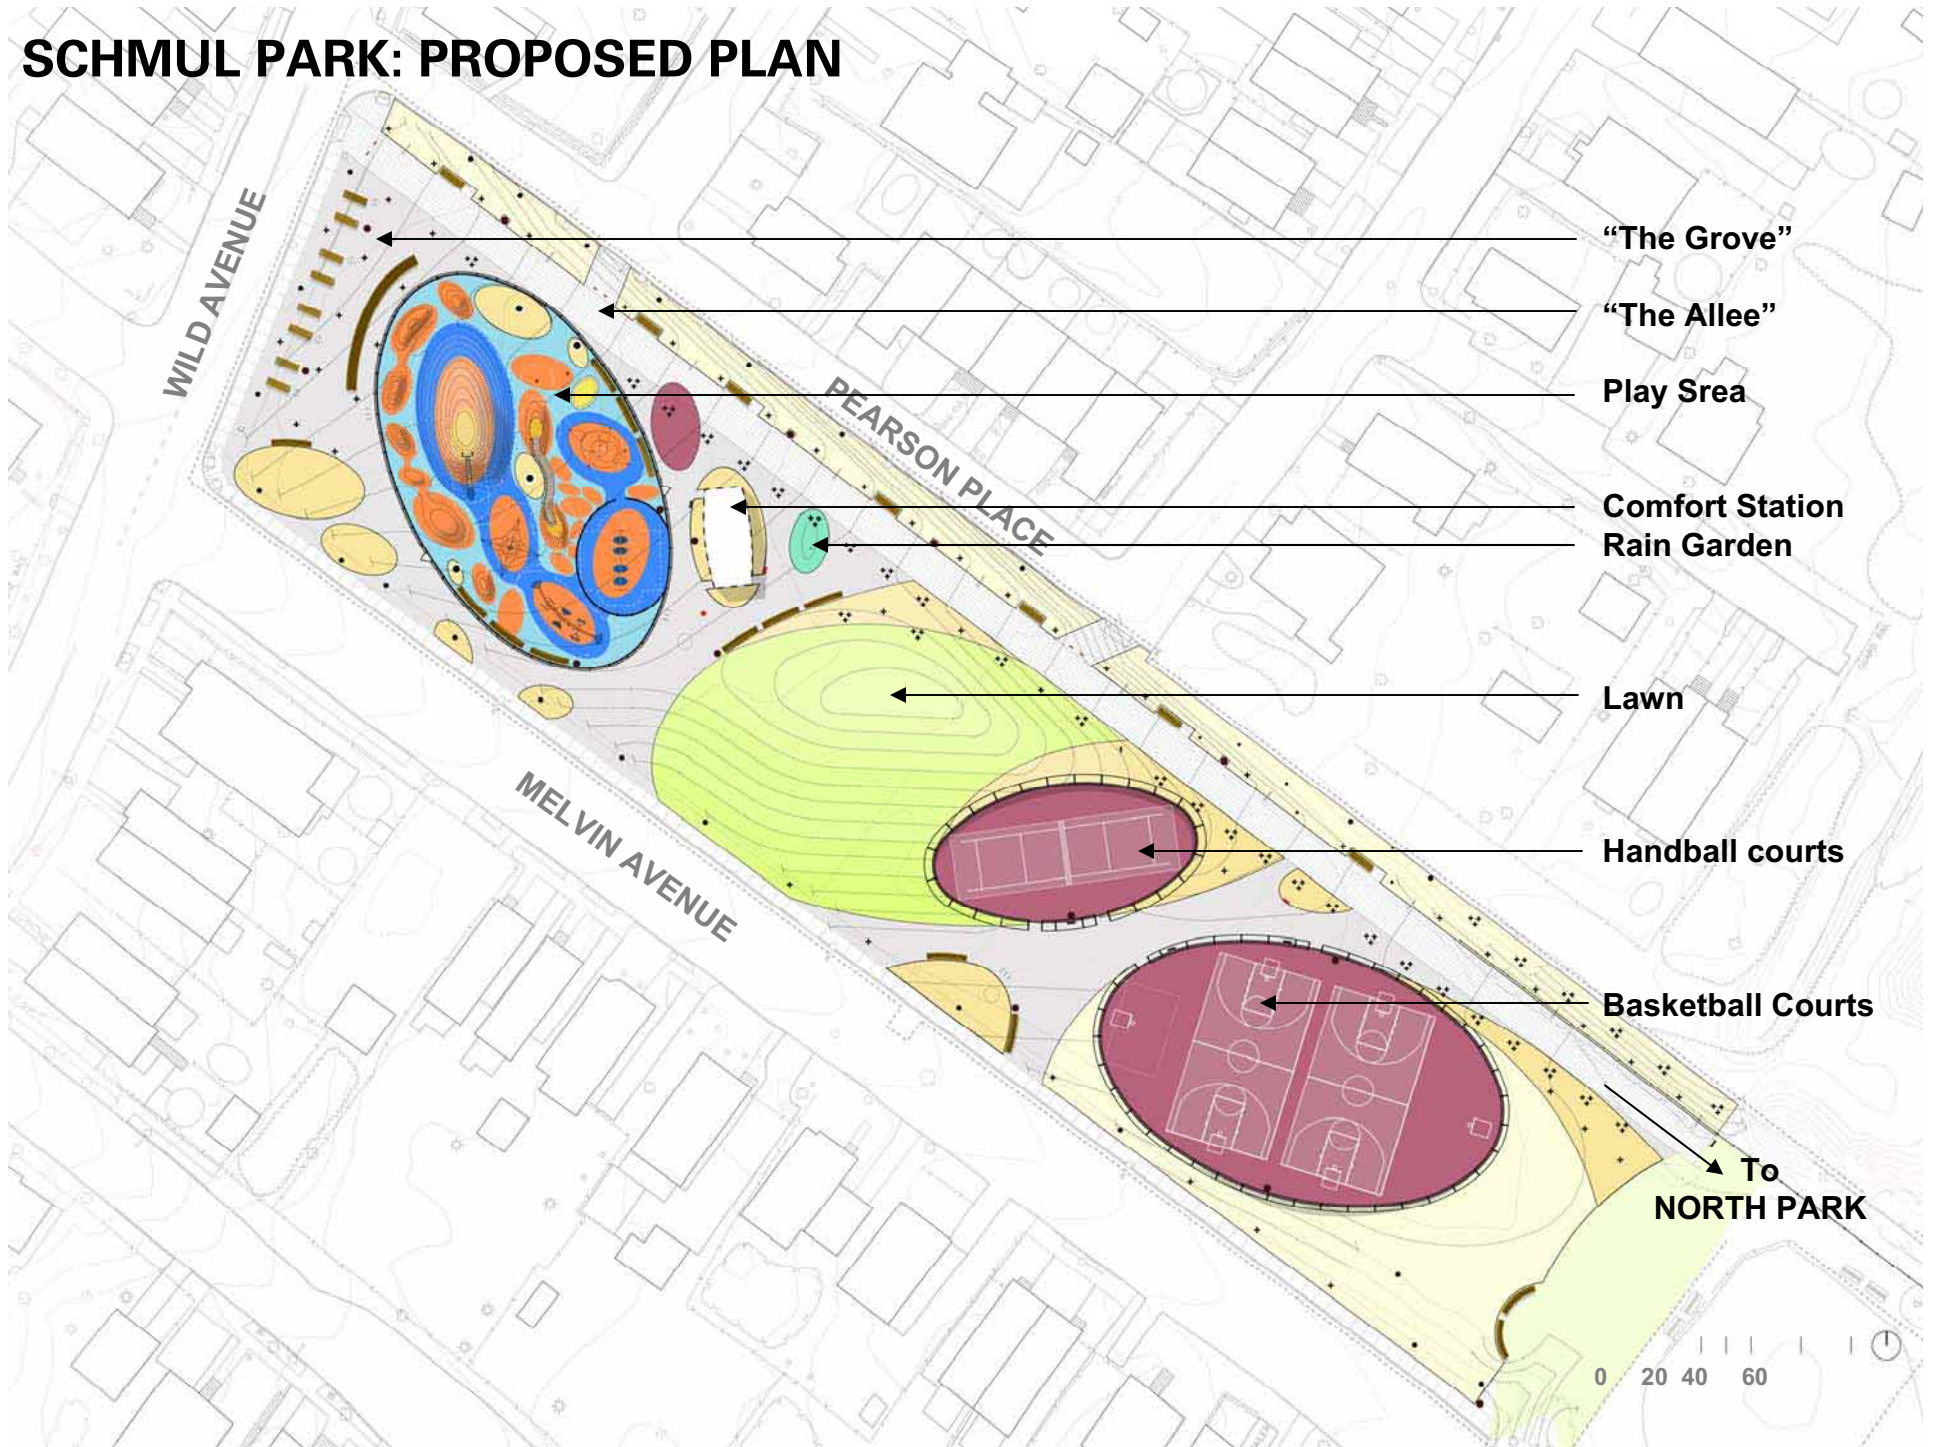 SCHMUL PARK: PROPOSED PLAN
WILD AVENUE
PEARSON PLACE
MELVIN AVENUE
“The Grove”
“The Allee”
Play Srea
Comfort Station
Rain Garden
Lawn
Handball courts
Basketball Courts
To
NORTH PARK
0 20 40 60